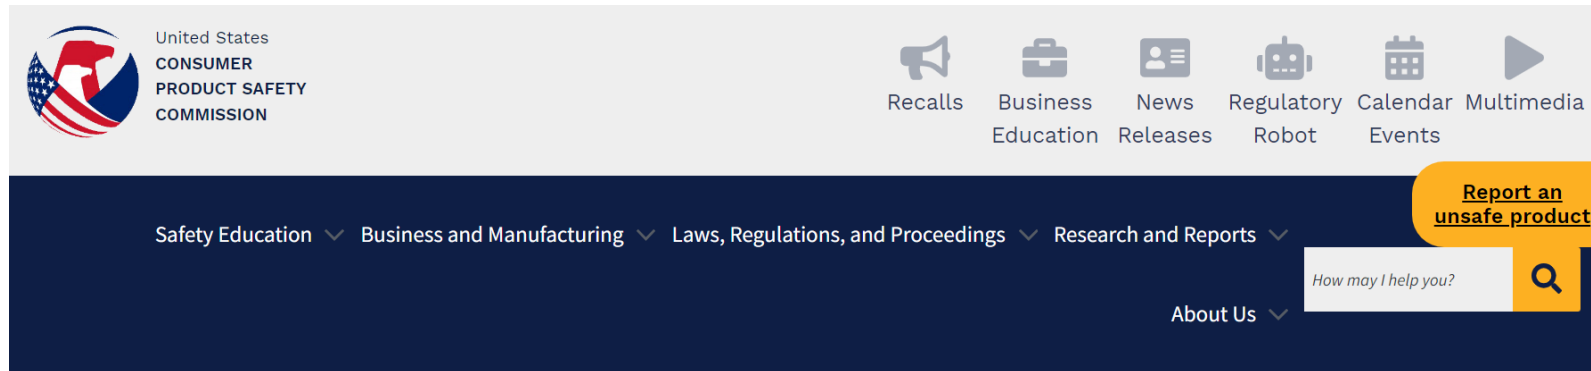 United States
CONSUMER
PRODUCT SAFETY
COMMISSION
Recalls
Business
Education
News
Releases
Regulatory
Robot
Calendar
Events
Multimedia
Report an
unsafe product
Safety Education
Business and Manufacturing
Laws, Regulations, and Proceedings
Research and Reports
How may I help you?
About Us